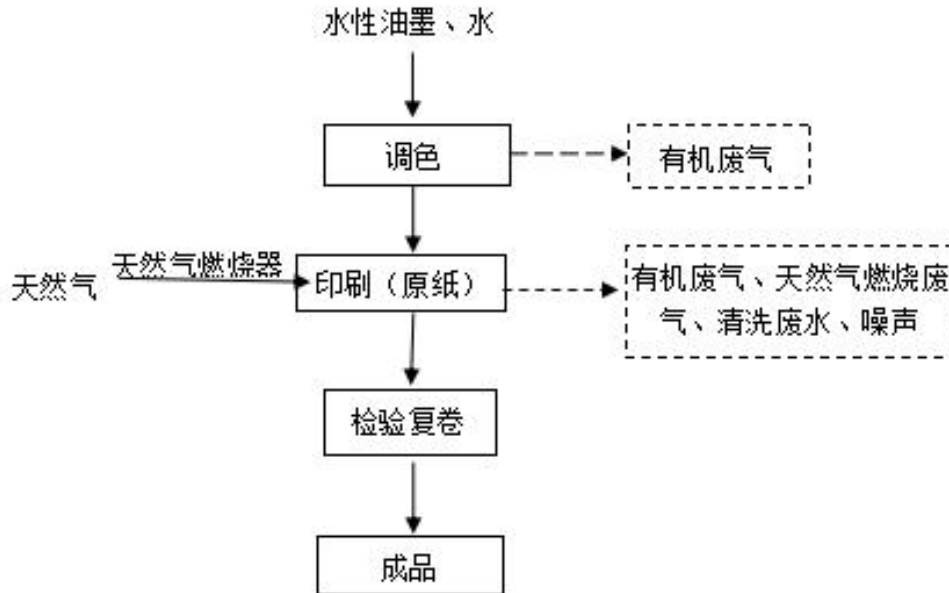 水性油墨、水
调色
有机废气
天然气燃烧器
天然气
印刷（原纸）
有机废气、天然气燃烧废
气、清洗废水、噪声
检验复卷
成品